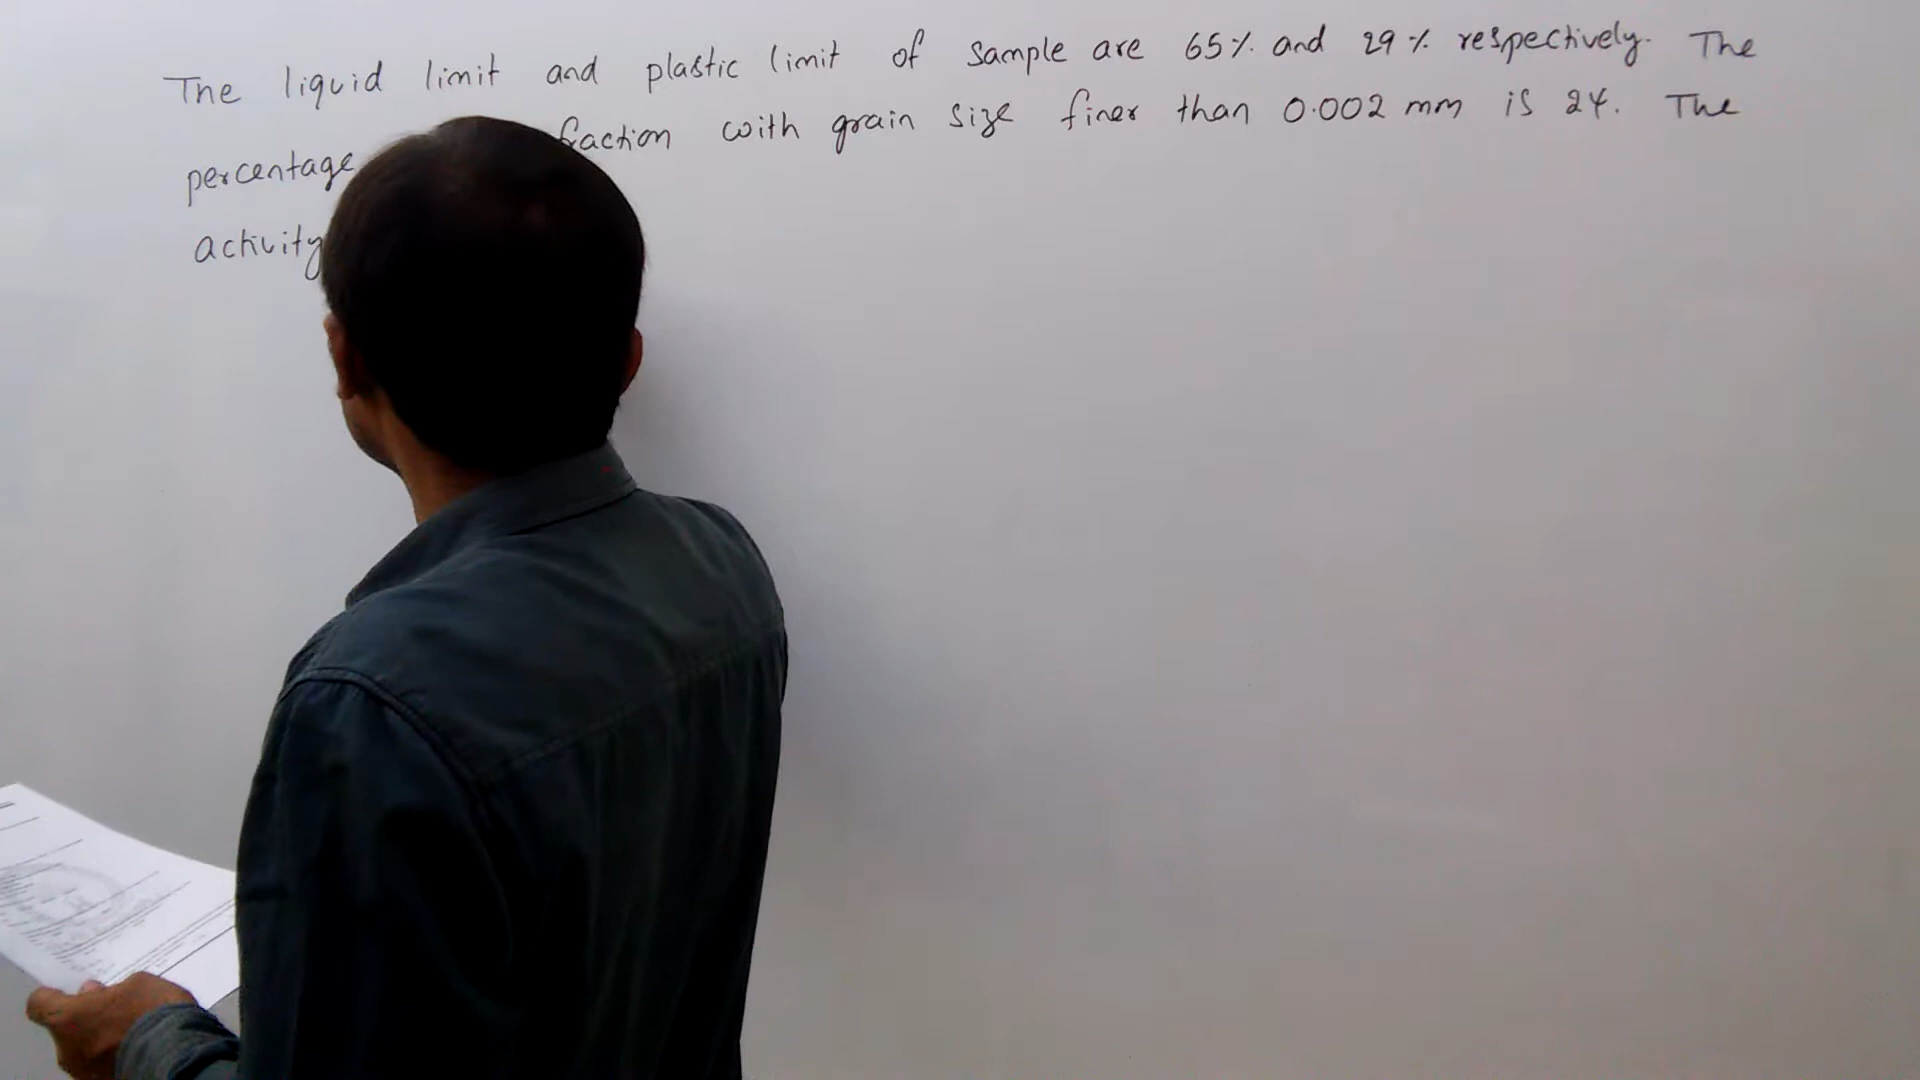 The liquid limit and plastic limit of sample are 65% and 29% respectively. The
percentage fraction with grain size finer than 0.002 mm is 24. The
activity